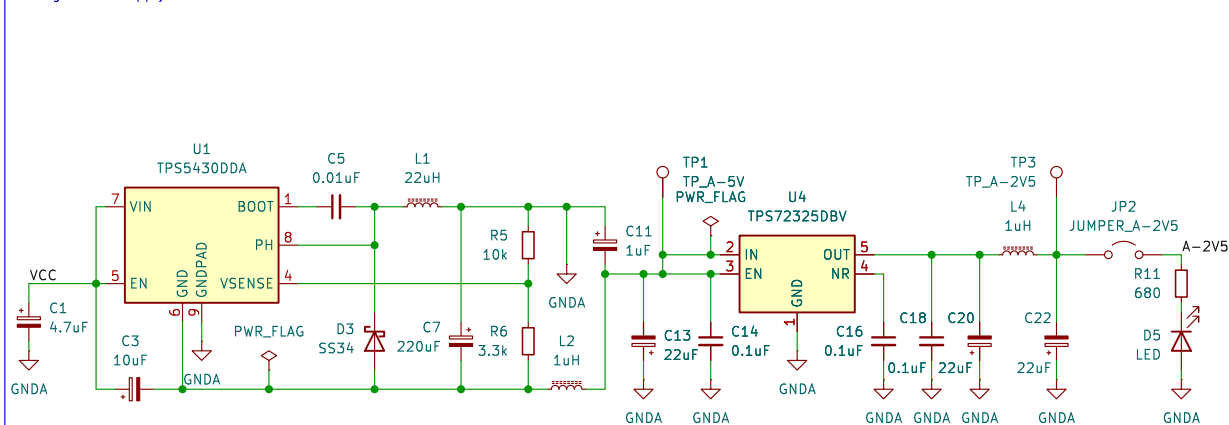 U1
TPS5430DDA
7
VIN
BOOT
1
PH
8
5
EN
VSENSE
4
GND
GNDPAD
6
9
VCC
C1
4.7uF
GNDA
C3
10uF
GNDA
PWR_FLAG
C5
0.01uF
L1
22uH
D3
SS34
C7
220uF
R5
10k
R6
3.3k
L2
1uH
GNDA
C11
1uF
TP1
TP_A-5V
PWR_FLAG
U4
TPS72325DBV
2
IN
OUT
5
3
EN
NR
4
GND
1
GNDA
C13
22uF
GNDA
C14
0.1uF
GNDA
C16
0.1uF
GNDA
C18
0.1uF
GNDA
C20
22uF
GNDA
L4
1uH
TP3
TP_A-2V5
C22
22uF
GNDA
JP2
JUMPER_A-2V5
A-2V5
R11
680
D5
LED
GNDA